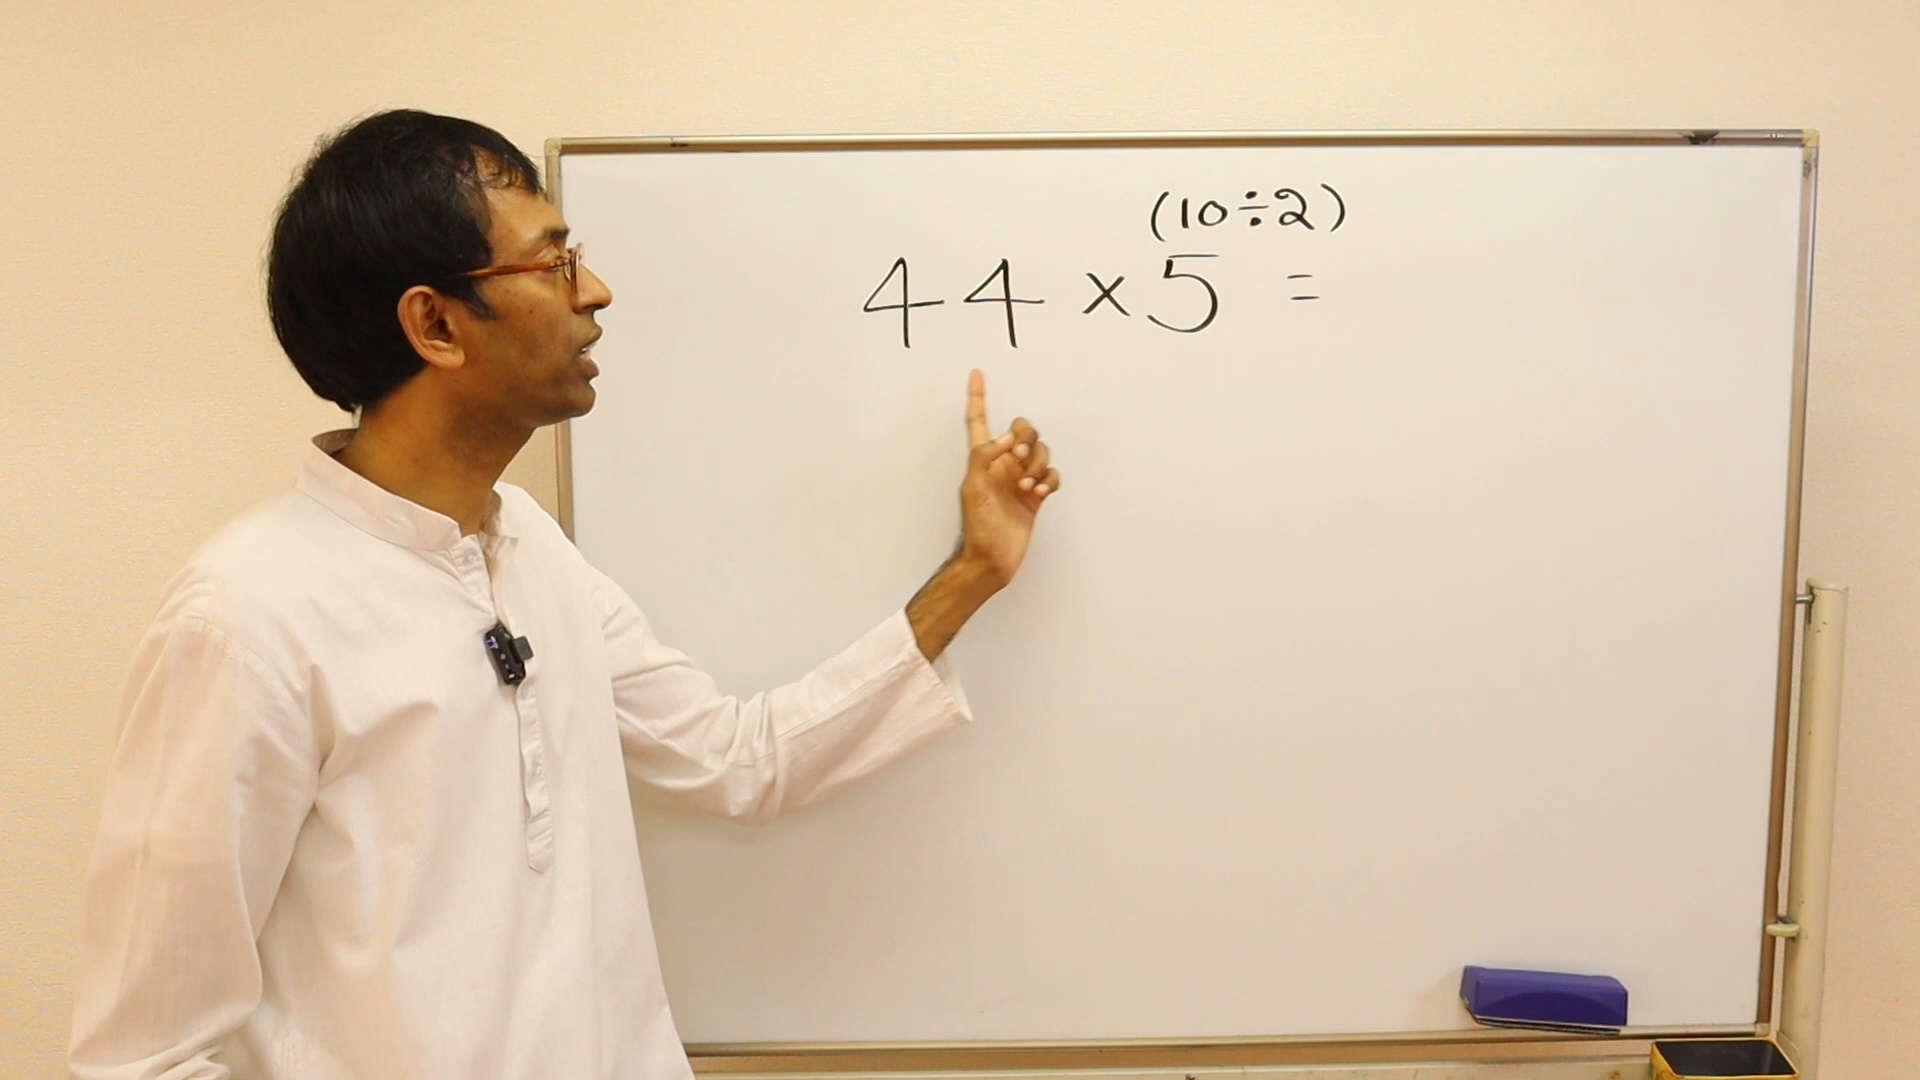 (10÷2)
44 × 5 =